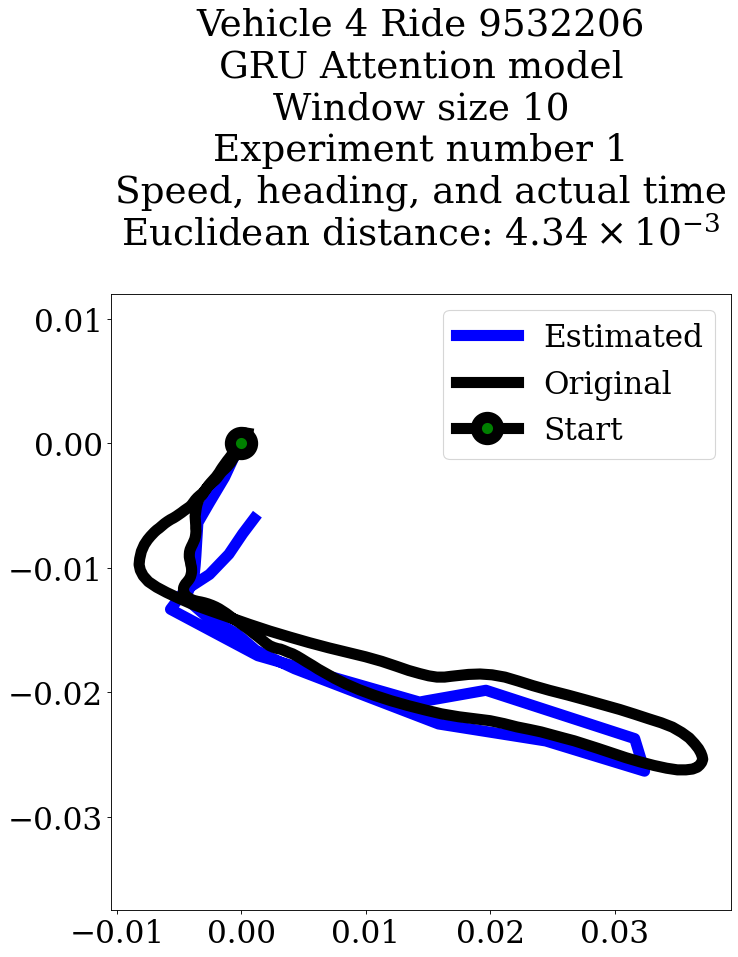 Vehicle 4 Ride 9532206
GRU Attention model
Window size 10
Experiment number 1
Speed, heading, and actual time
Euclidean distance: 4.34 × 10⁻³
Estimated
Original
Start
0.01
0.00
−0.01
−0.02
−0.03
−0.01 0.00 0.01 0.02 0.03